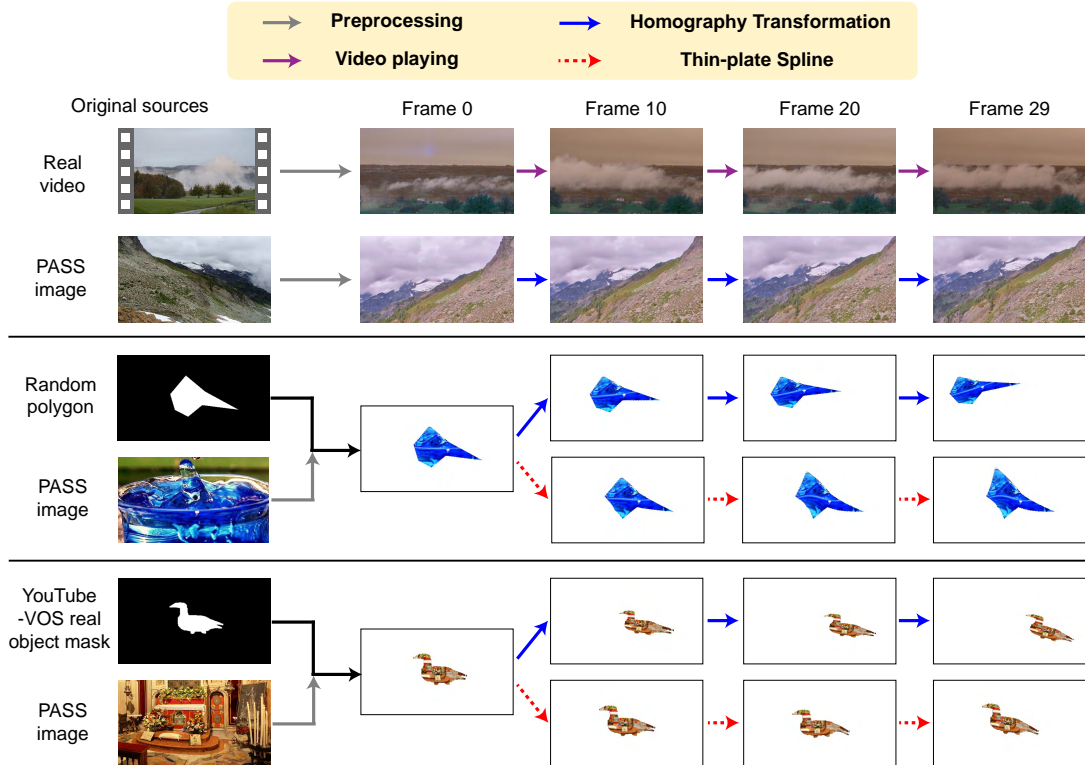 Preprocessing
Homography Transformation
Video playing
Thin-plate Spline
Original sources
Frame 0
Frame 10
Frame 20
Frame 29
Real
video
PASS
image
Random
polygon
PASS
image
YouTube
-VOS real
object mask
PASS
image